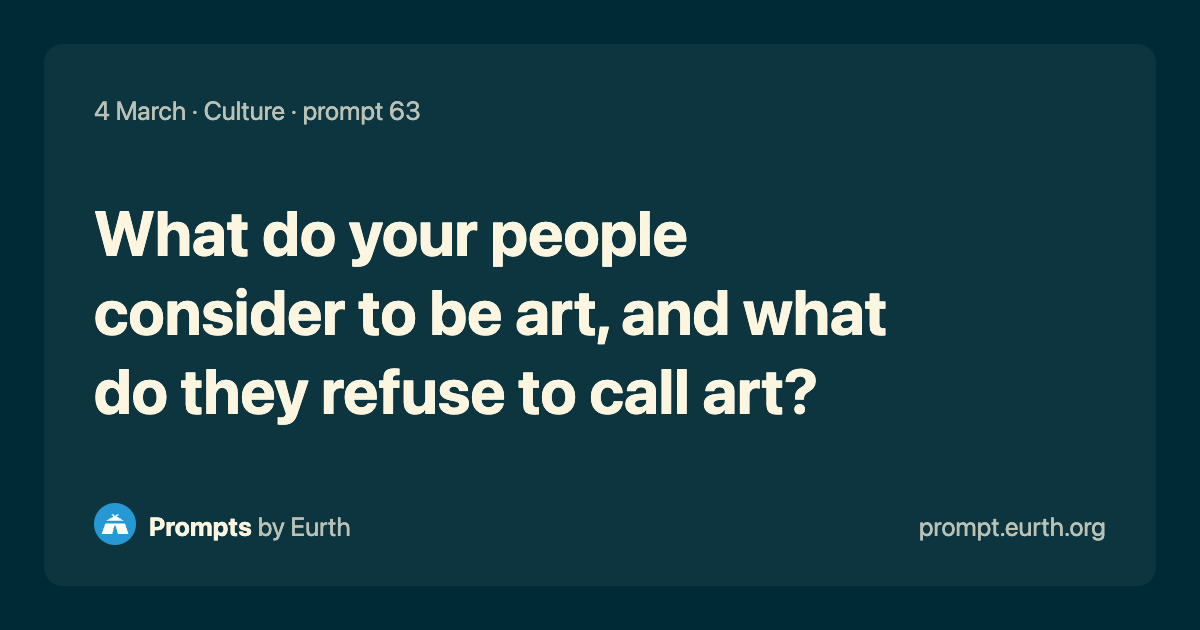 4 March · Culture · prompt 63
What do your people
consider to be art, and what
do they refuse to call art?
Prompts by Eurth
prompt.eurth.org